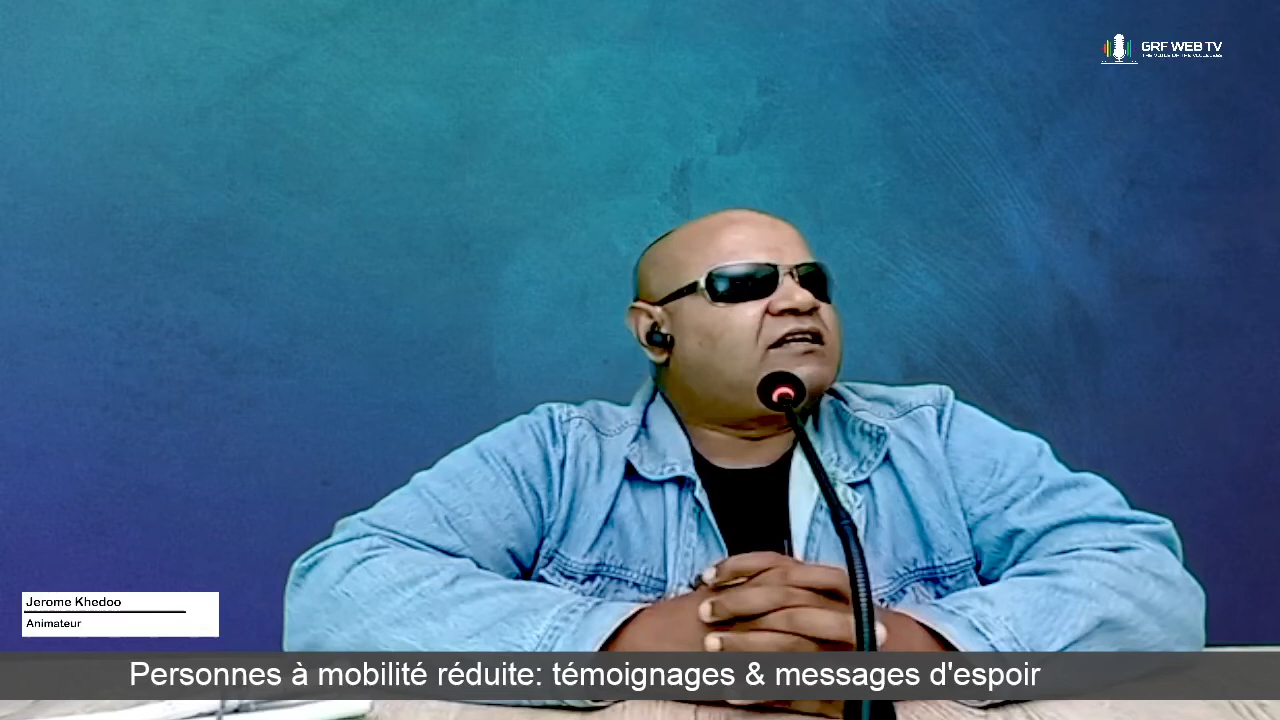 GRF WEB TV
Jerome Khedoo
Animateur
Personnes à mobilité réduite: témoignages & messages d'espoir